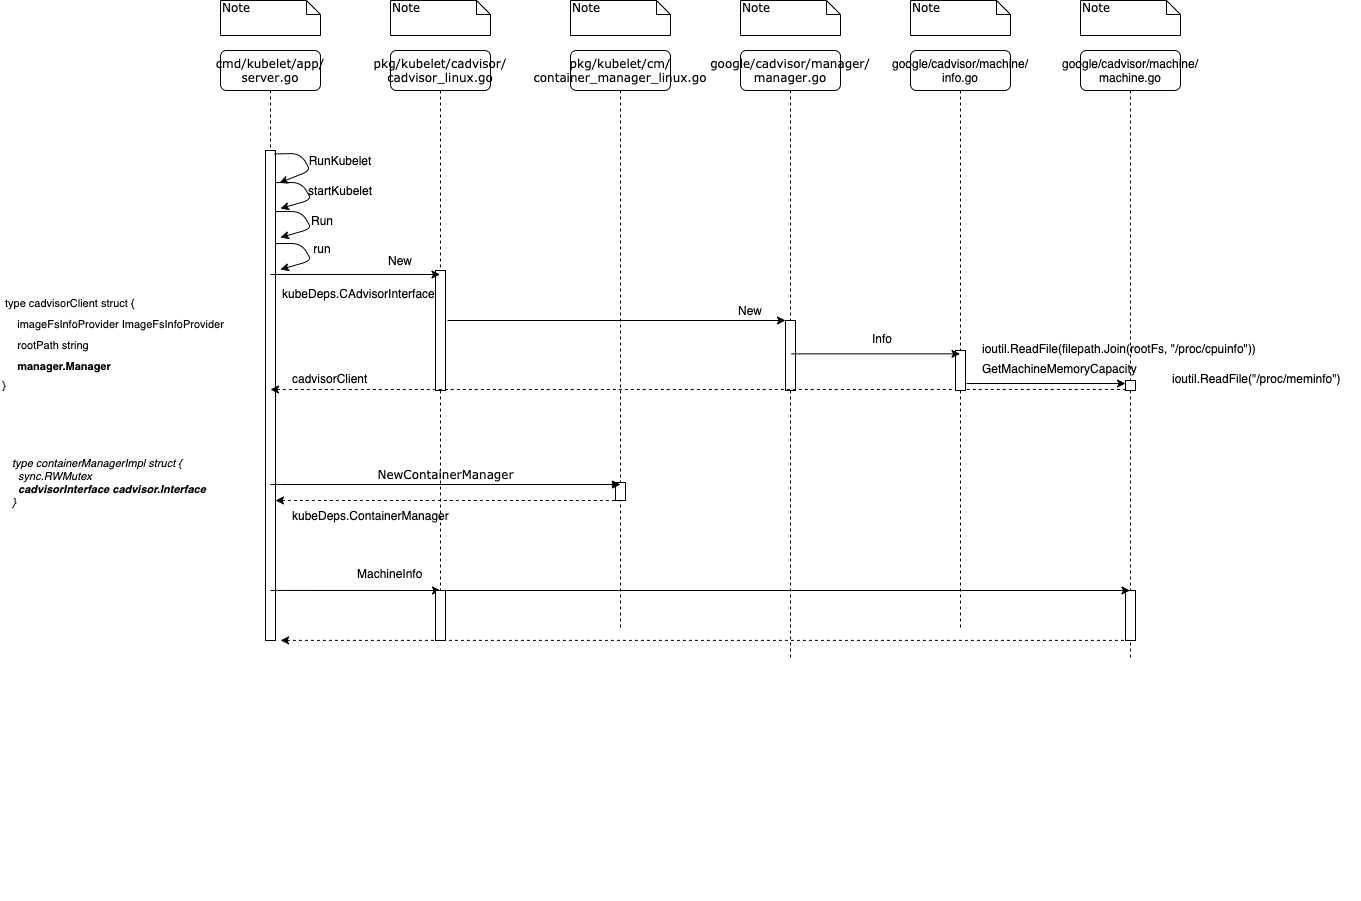 Note
Note
Note
Note
Note
Note
cmd/kubelet/app/
server.go
pkg/kubelet/cadvisor/
cadvisor_linux.go
pkg/kubelet/cm/
container_manager_linux.go
google/cadvisor/manager/
manager.go
google/cadvisor/machine/
info.go
google/cadvisor/machine/
machine.go
RunKubelet
startKubelet
Run
run
New
kubeDeps.CAdvisorInterface
type cadvisorClient struct {
imageFsInfoProvider ImageFsInfoProvider
rootPath string
manager.Manager
}
New
Info
ioutil.ReadFile(filepath.Join(rootFs, "/proc/cpuinfo"))
GetMachineMemoryCapacity
ioutil.ReadFile("/proc/meminfo")
cadvisorClient
type containerManagerImpl struct {
sync.RWMutex
cadvisorInterface cadvisor.Interface
}
NewContainerManager
kubeDeps.ContainerManager
MachineInfo